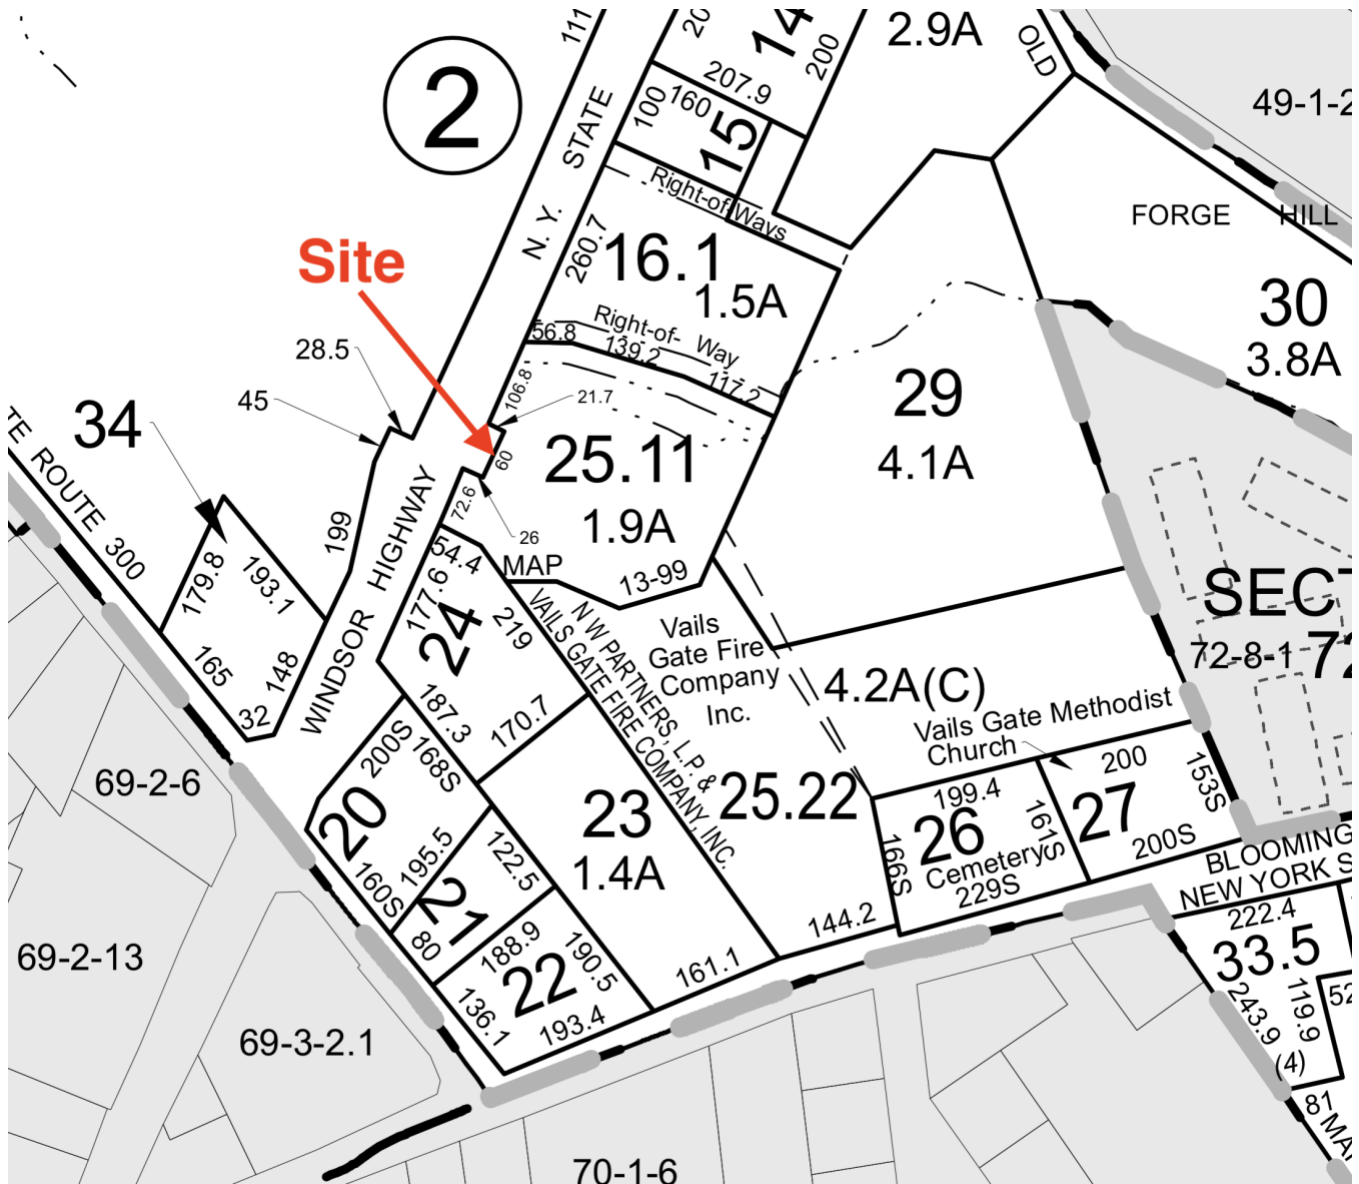 111
2
N. Y. STATE
20
14
200
207.9
160
100
15
2.9A
OLD
49-1-2
Right-of-Ways
FORGE HILL
Site
260.7
16.1
1.5A
Right-of-Way
56.8
139.2
117.2
30
3.8A
28.5
45
34
106.8
21.7
60
25.11
1.9A
29
4.1A
TE ROUTE 300
199
72.6
26
MAP
13-99
WINDSOR HIGHWAY
179.8
193.1
165
148
32
54.4
177.6
24
219
187.3
170.7
VAILS GATE FIRE COMPANY, INC.
N W PARTNERS, L.P. &
Vails
Gate Fire
Company
Inc.
SECT
72-8-1
72
4.2A(C)
Vails Gate Methodist
Church
25.22
200S
168S
20
195.5
160S
69-2-6
23
1.4A
122.5
21
80
188.9
22
190.5
136.1
193.4
161.1
144.2
199.4
26
Cemetery
229S
166S
161S
200
27
200S
153S
BLOOMING
NEW YORK S
222.4
33.5
243.9
119.9
52
(4)
81
MA
69-2-13
69-3-2.1
70-1-6